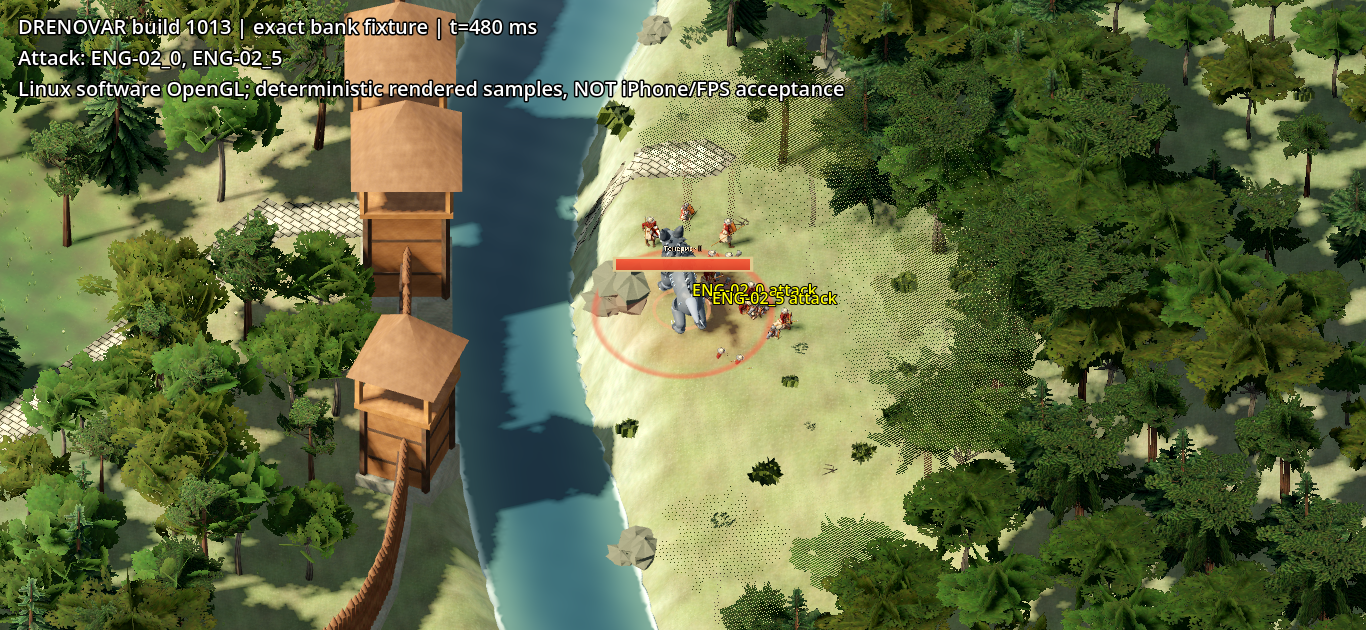 DRENOVAR build 1013 | exact bank fixture | t=480 ms
Attack: ENG-02_0, ENG-02_5
Linux software OpenGL; deterministic rendered samples, NOT iPhone/FPS acceptance
ENG-02_0 attack
ENG-02_5 attack